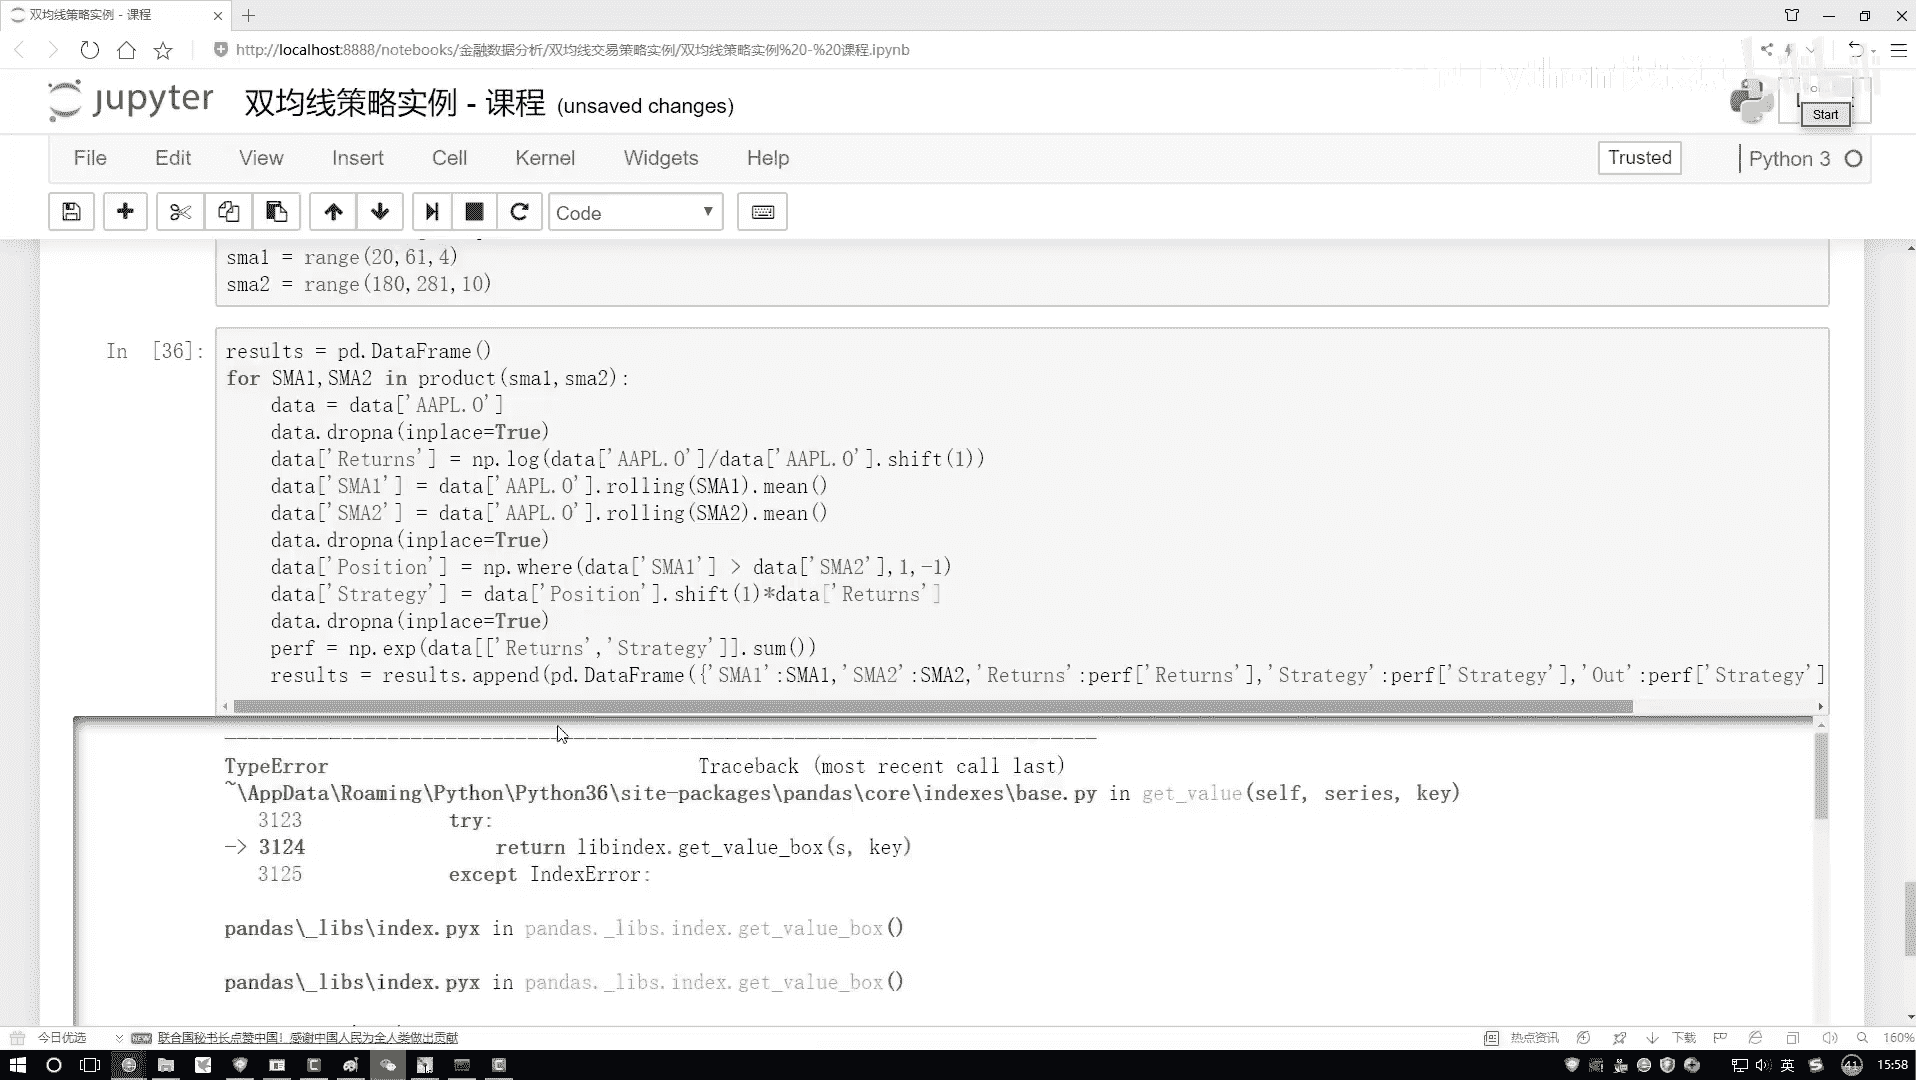 双均线策略实例 - 课程
http://localhost:8888/notebooks/金融数据分析/双均线交易策略实例/双均线策略实例%20-%20课程.ipynb
jupyter 双均线策略实例 - 课程 (unsaved changes)
Start
File Edit View Insert Cell Kernel Widgets Help Trusted Python 3
Code
sma1 = range(20,61,4)
sma2 = range(180,281,10)
In [36]: results = pd.DataFrame()
for SMA1,SMA2 in product(sma1,sma2):
data = data['AAPL.O']
data.dropna(inplace=True)
data['Returns'] = np.log(data['AAPL.O']/data['AAPL.O'].shift(1))
data['SMA1'] = data['AAPL.O'].rolling(SMA1).mean()
data['SMA2'] = data['AAPL.O'].rolling(SMA2).mean()
data.dropna(inplace=True)
data['Position'] = np.where(data['SMA1'] > data['SMA2'],1,-1)
data['Strategy'] = data['Position'].shift(1)*data['Returns']
data.dropna(inplace=True)
perf = np.exp(data[['Returns','Strategy']].sum())
results = results.append(pd.DataFrame({'SMA1':SMA1,'SMA2':SMA2,'Returns':perf['Returns'],'Strategy':perf['Strategy'],'Out':perf['Strategy']
TypeError Traceback (most recent call last)
~\AppData\Roaming\Python\Python36\site-packages\pandas\core\indexes\base.py in get_value(self, series, key)
3123 try:
-> 3124 return libindex.get_value_box(s, key)
3125 except IndexError:
pandas\_libs\index.pyx in pandas._libs.index.get_value_box()
pandas\_libs\index.pyx in pandas._libs.index.get_value_box()
今日优选 NEW 联合国秘书长点赞中国！感谢中国人民为全人类做出贡献 热点资讯 下载 160%
英 41 15:58